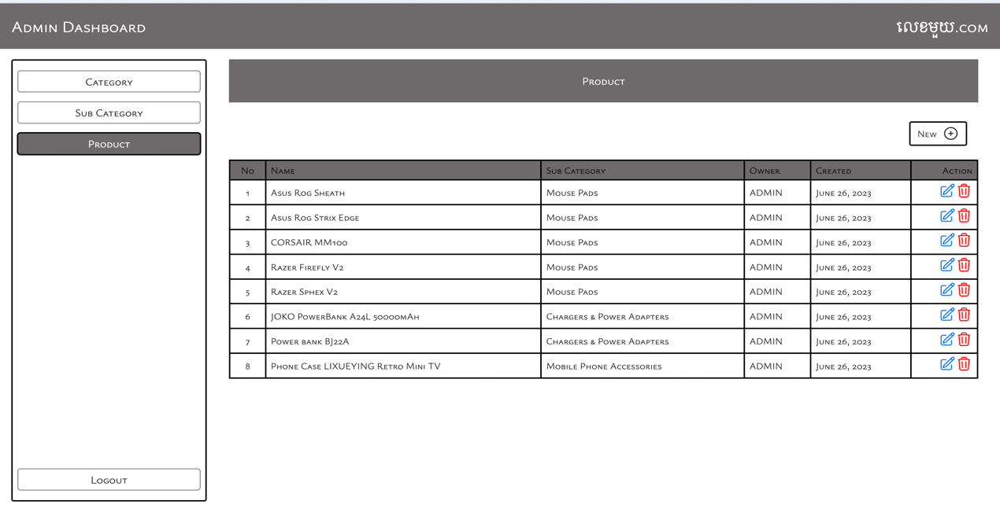 Admin Dashboard
លេខមួយ.com
Category
Sub Category
Product
Logout
Product
New
No Name Sub Category Owner Created Action
1 Asus Rog Sheath Mouse Pads ADMIN June 26, 2023
2 Asus Rog Strix Edge Mouse Pads ADMIN June 26, 2023
3 CORSAIR MM100 Mouse Pads ADMIN June 26, 2023
4 Razer Firefly V2 Mouse Pads ADMIN June 26, 2023
5 Razer Sphex V2 Mouse Pads ADMIN June 26, 2023
6 JOKO PowerBank A24L 50000mAh Chargers & Power Adapters ADMIN June 26, 2023
7 Power bank BJ22A Chargers & Power Adapters ADMIN June 26, 2023
8 Phone Case LIXUEYING Retro Mini TV Mobile Phone Accessories ADMIN June 26, 2023